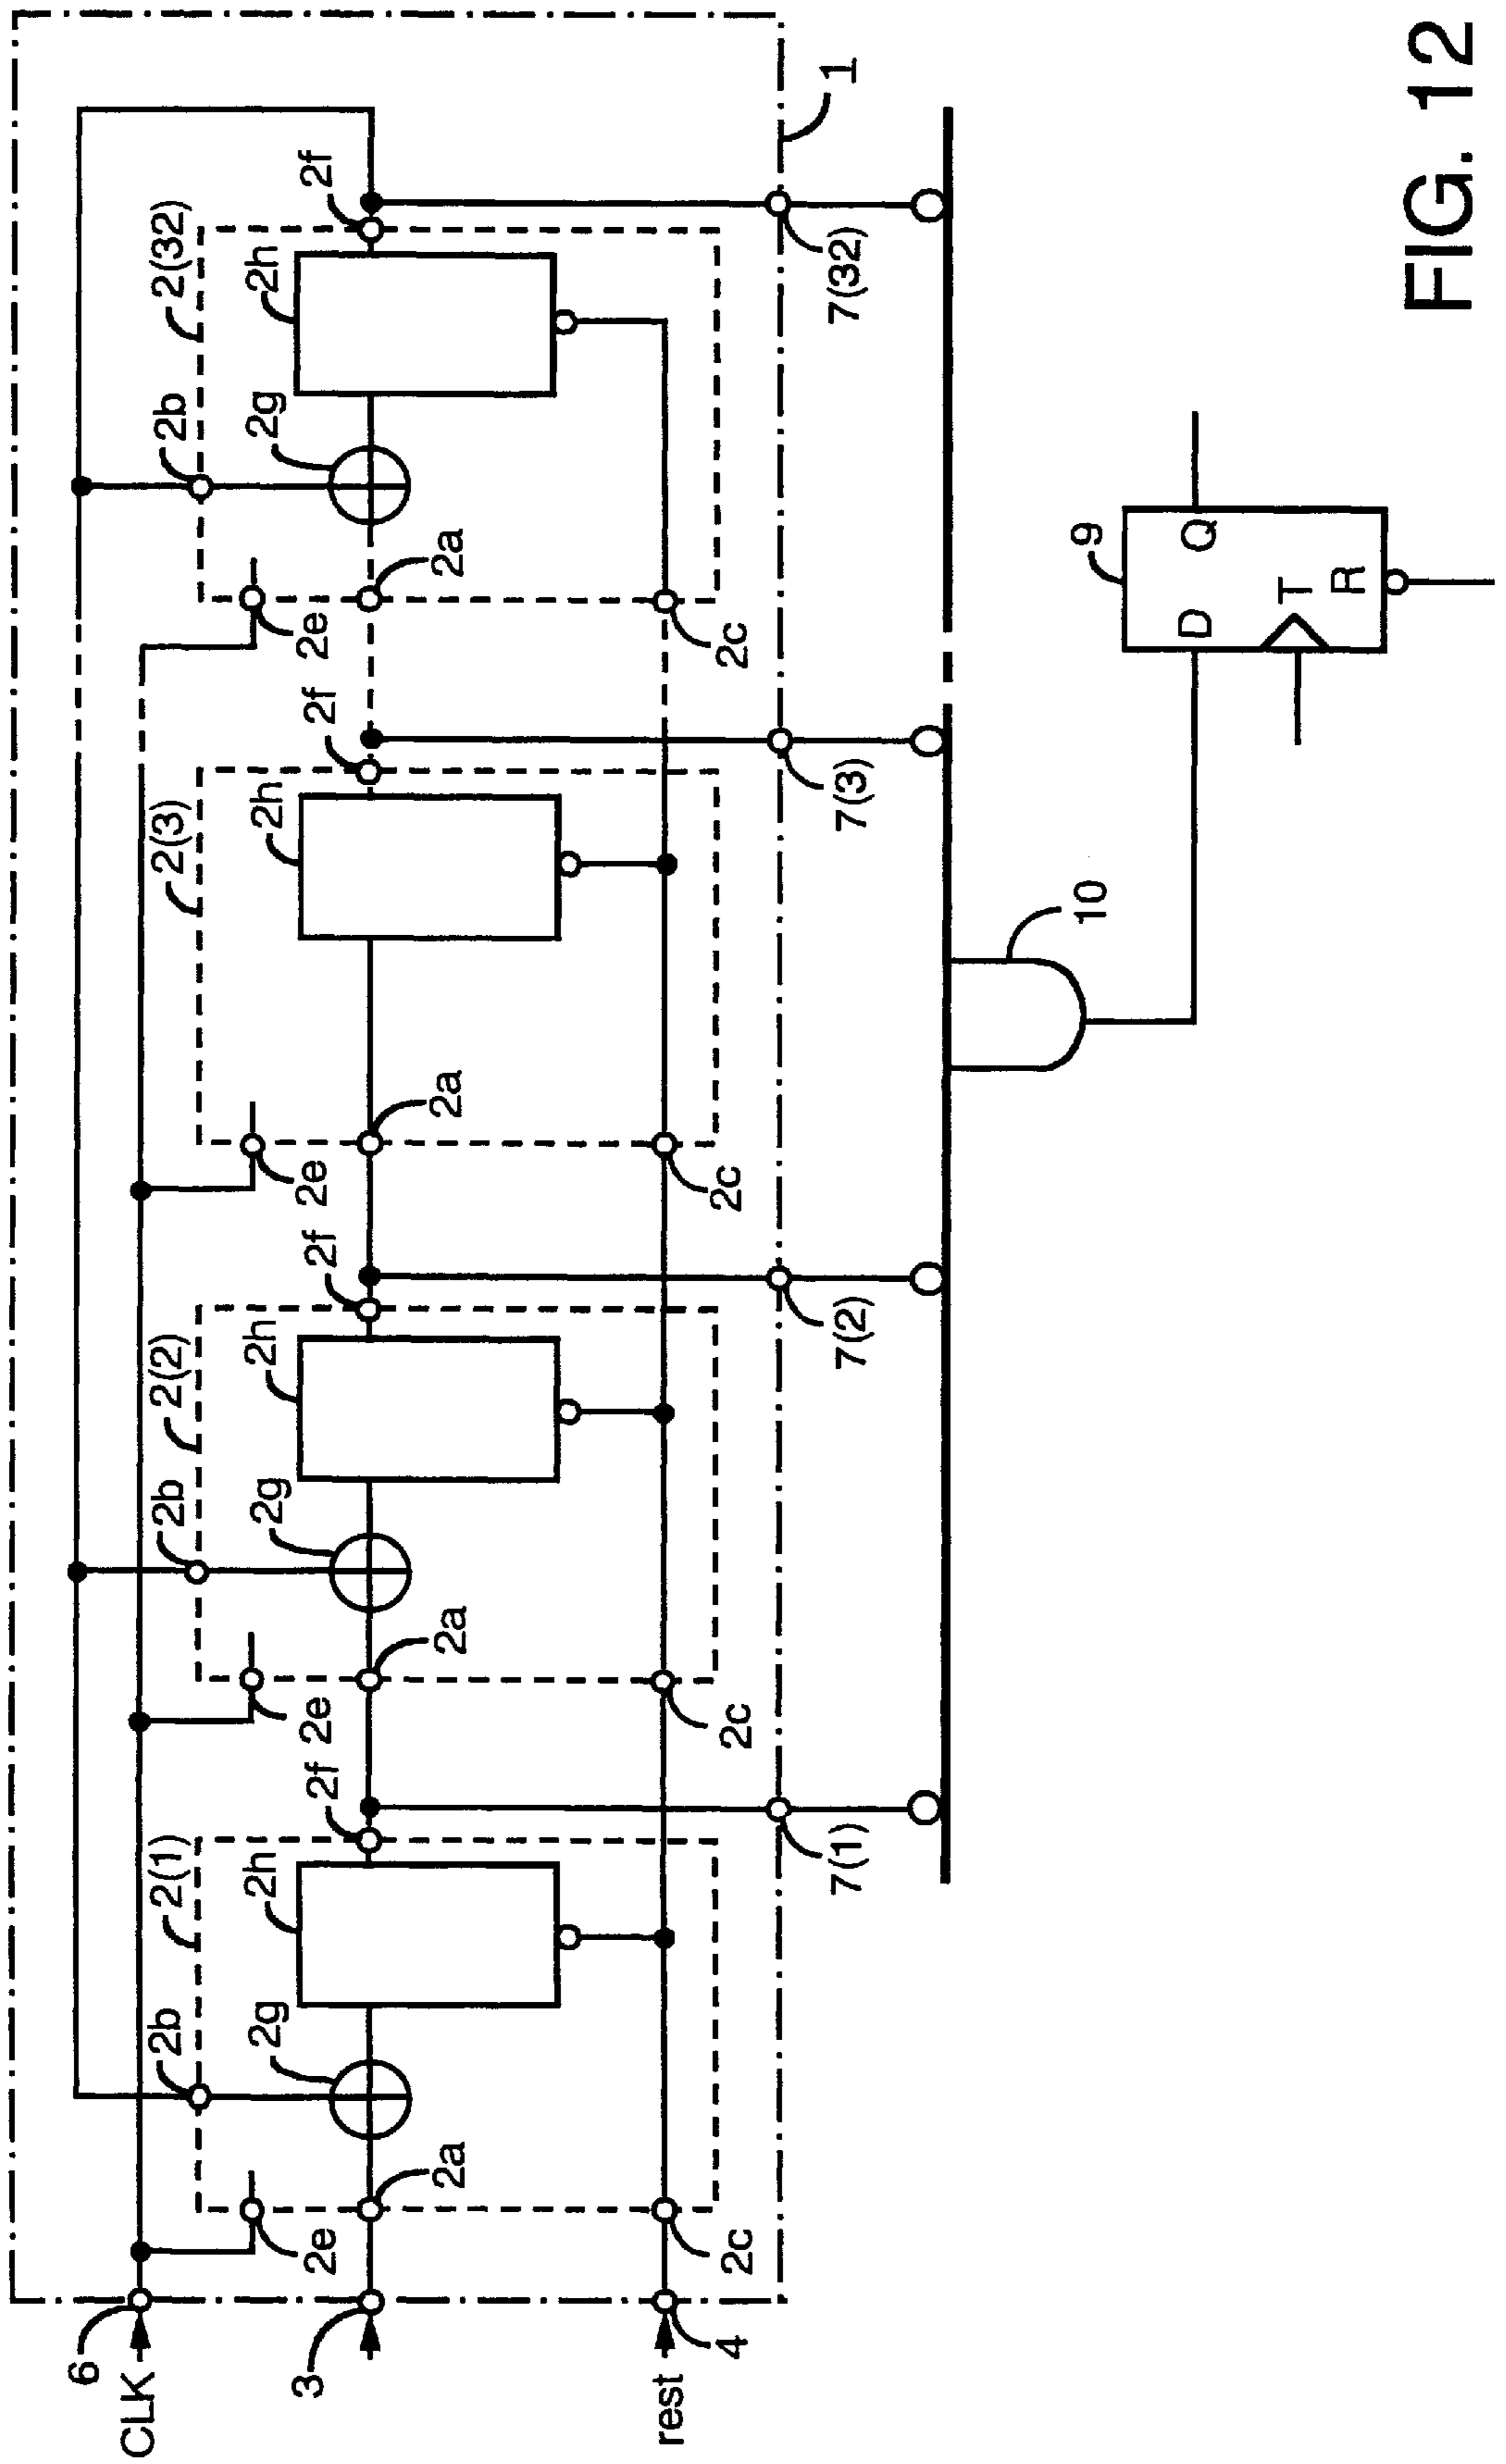 6
CLK
3
rest
4
2e
2b
2(1)
2g
2h
2f
2a
2c
7(1)
2e
2b
2(2)
2g
2h
2f
2a
2c
7(2)
2e
2(3)
2h
2f
2a
2c
7(3)
2e
2b
2(32)
2g
2h
2f
2a
2c
7(32)
1
10
9
D
Q
T
R
FIG. 12